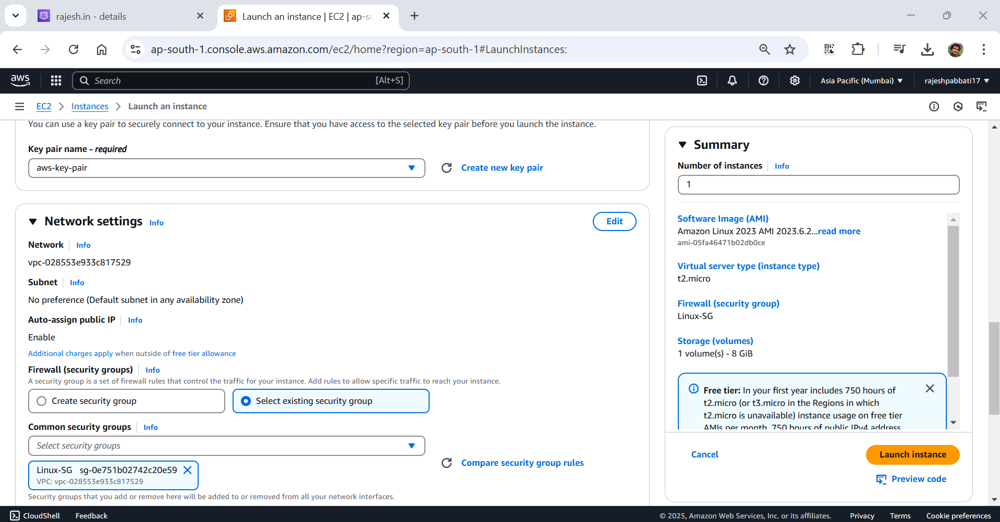 rajesh.in - details
Launch an instance | EC2 | ap-sc
ap-south-1.console.aws.amazon.com/ec2/home?region=ap-south-1#LaunchInstances:
aws
Search
[Alt+S]
Asia Pacific (Mumbai)
rajeshpabbati17
EC2
Instances
Launch an instance
You can use a key pair to securely connect to your instance. Ensure that you have access to the selected key pair before you launch the instance.
Key pair name - required
aws-key-pair
Create new key pair
Network settings Info
Edit
Network Info
vpc-028553e933c817529
Subnet Info
No preference (Default subnet in any availability zone)
Auto-assign public IP Info
Enable
Additional charges apply when outside of free tier allowance
Firewall (security groups) Info
A security group is a set of firewall rules that control the traffic for your instance. Add rules to allow specific traffic to reach your instance.
Create security group
Select existing security group
Common security groups Info
Select security groups
Linux-SG sg-0e751b02742c20e59
VPC: vpc-028553e933c817529
Compare security group rules
Security groups that you add or remove here will be added to or removed from all your network interfaces.
Summary
Number of instances Info
1
Software Image (AMI)
Amazon Linux 2023 AMI 2023.6.2...read more
ami-05fa46471b02db0ce
Virtual server type (instance type)
t2.micro
Firewall (security group)
Linux-SG
Storage (volumes)
1 volume(s) - 8 GiB
Free tier: In your first year includes 750 hours of
t2.micro (or t3.micro in the Regions in which
t2.micro is unavailable) instance usage on free tier
AMIs per month, 750 hours of public IPv4 address
Cancel
Launch instance
Preview code
CloudShell
Feedback
© 2025, Amazon Web Services, Inc. or its affiliates.
Privacy
Terms
Cookie preferences